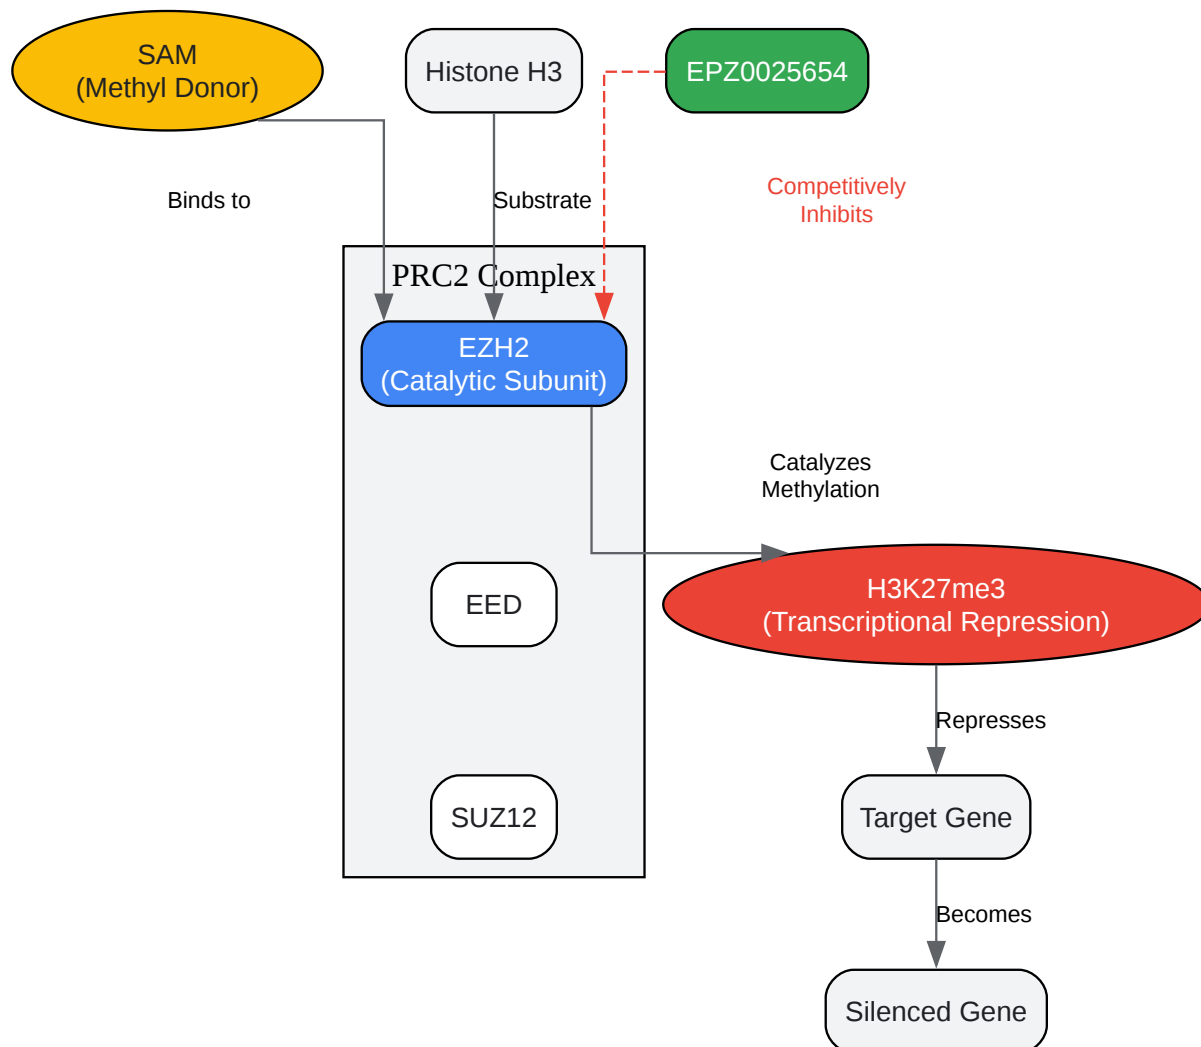 SAM
(Methyl Donor)
Histone H3
EPZ0025654
Binds to
Substrate
Competitively
Inhibits
PRC2 Complex
EZH2
(Catalytic Subunit)
Catalyzes
Methylation
EED
H3K27me3
(Transcriptional Repression)
Represses
SUZ12
Target Gene
Becomes
Silenced Gene